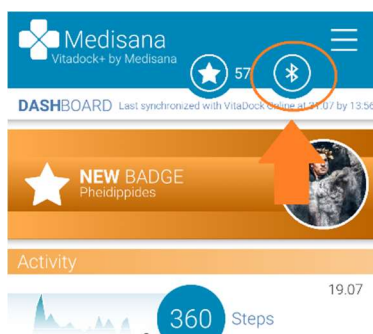 Medisana
Vitadock+ by Medisana
57
DASHBOARD Last synchronized with VitaDock Online at 31.07 by 13.56
NEW BADGE
Pheidippides
Activity
19.07
360 Steps